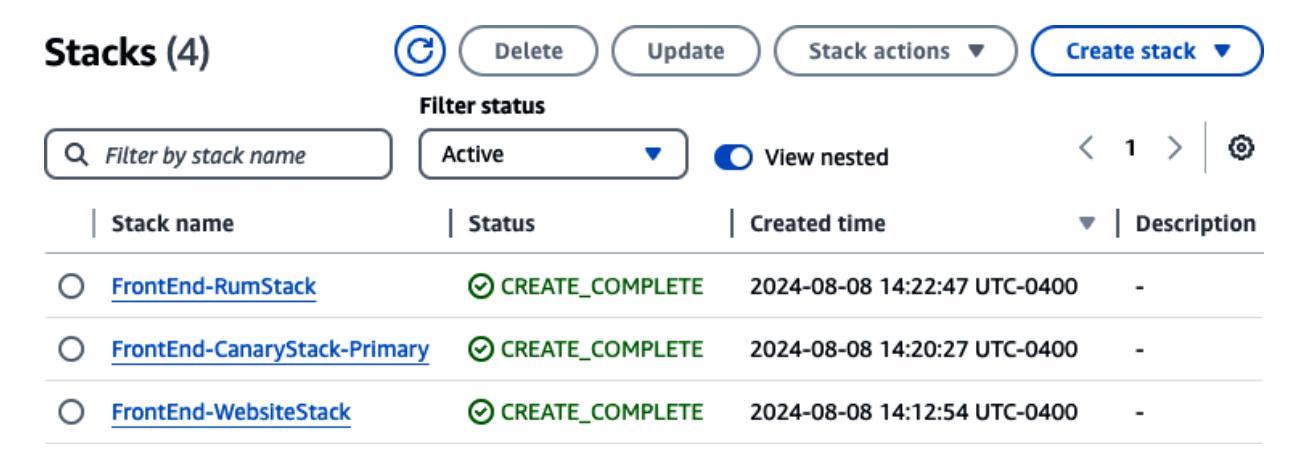 Stacks (4) Delete Update Stack actions Create stack
Filter status
Filter by stack name Active View nested 1
Stack name Status Created time Description
FrontEnd-RumStack CREATE_COMPLETE 2024-08-08 14:22:47 UTC-0400 -
FrontEnd-CanaryStack-Primary CREATE_COMPLETE 2024-08-08 14:20:27 UTC-0400 -
FrontEnd-WebsiteStack CREATE_COMPLETE 2024-08-08 14:12:54 UTC-0400 -